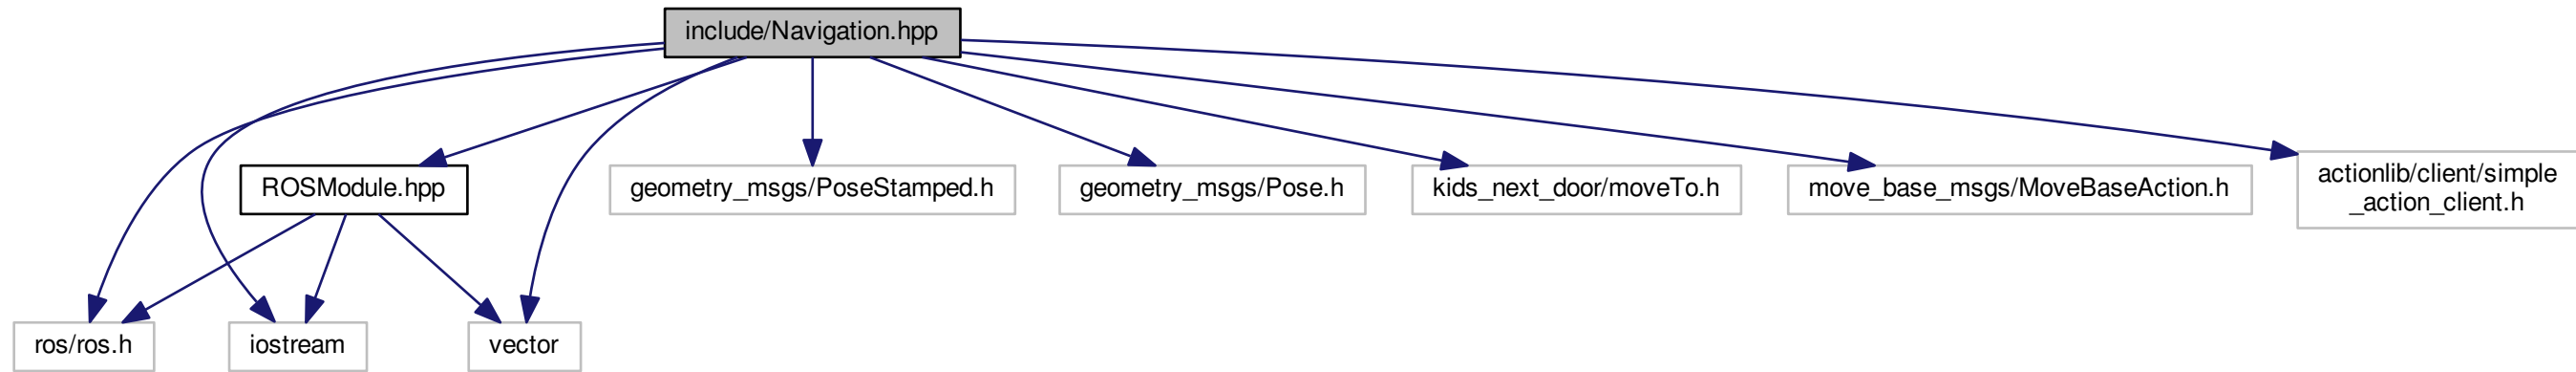 include/Navigation.hpp
ROSModule.hpp
geometry_msgs/PoseStamped.h
geometry_msgs/Pose.h
kids_next_door/moveTo.h
move_base_msgs/MoveBaseAction.h
actionlib/client/simple
_action_client.h
ros/ros.h
iostream
vector